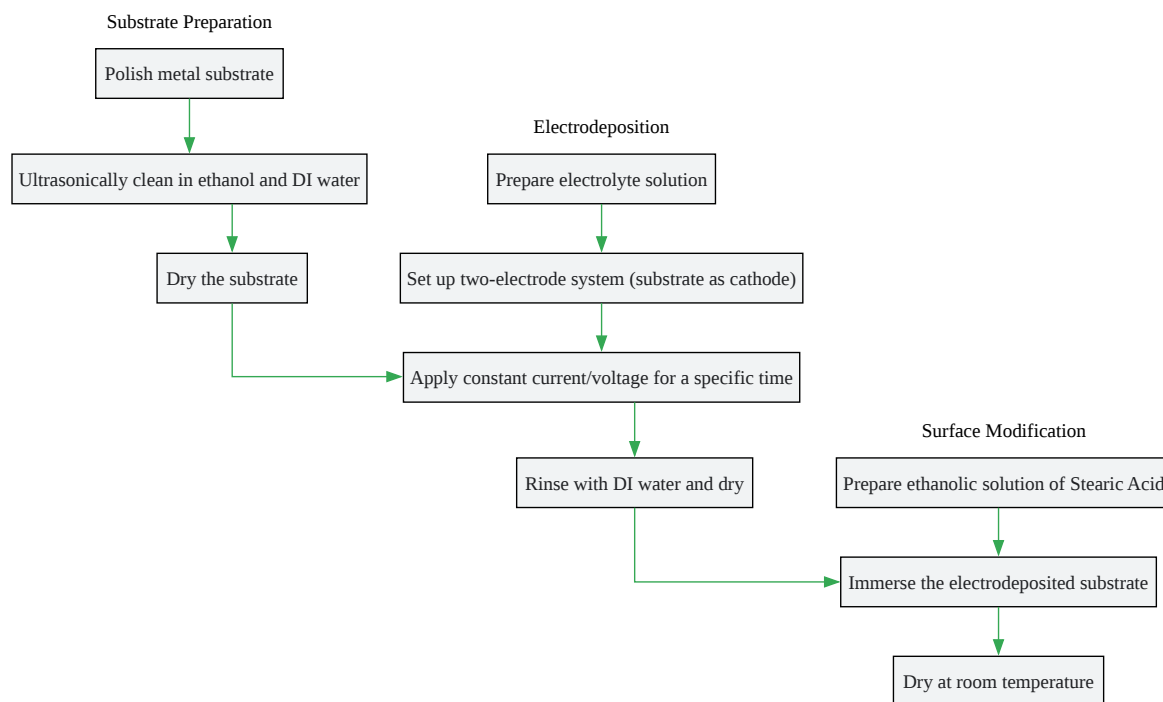 Substrate Preparation
Polish metal substrate
Ultrasonically clean in ethanol and DI water
Dry the substrate
Electrodeposition
Prepare electrolyte solution
Set up two-electrode system (substrate as cathode)
Apply constant current/voltage for a specific time
Rinse with DI water and dry
Surface Modification
Prepare ethanolic solution of Stearic Acid
Immerse the electrodeposited substrate
Dry at room temperature